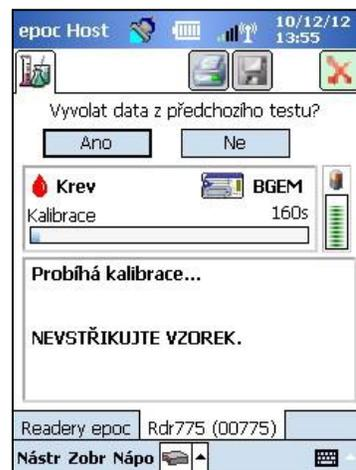 epoc Host 10/12/12
13:55
Vyvolat data z předchozího testu?
Ano Ne
Krev BGEM
Kalibrace 160s
Probíhá kalibrace...
NEVSTŘIKUJTE VZOREK.
Readery epoc Rdr775 (00775)
Nástr Zobr Nápo